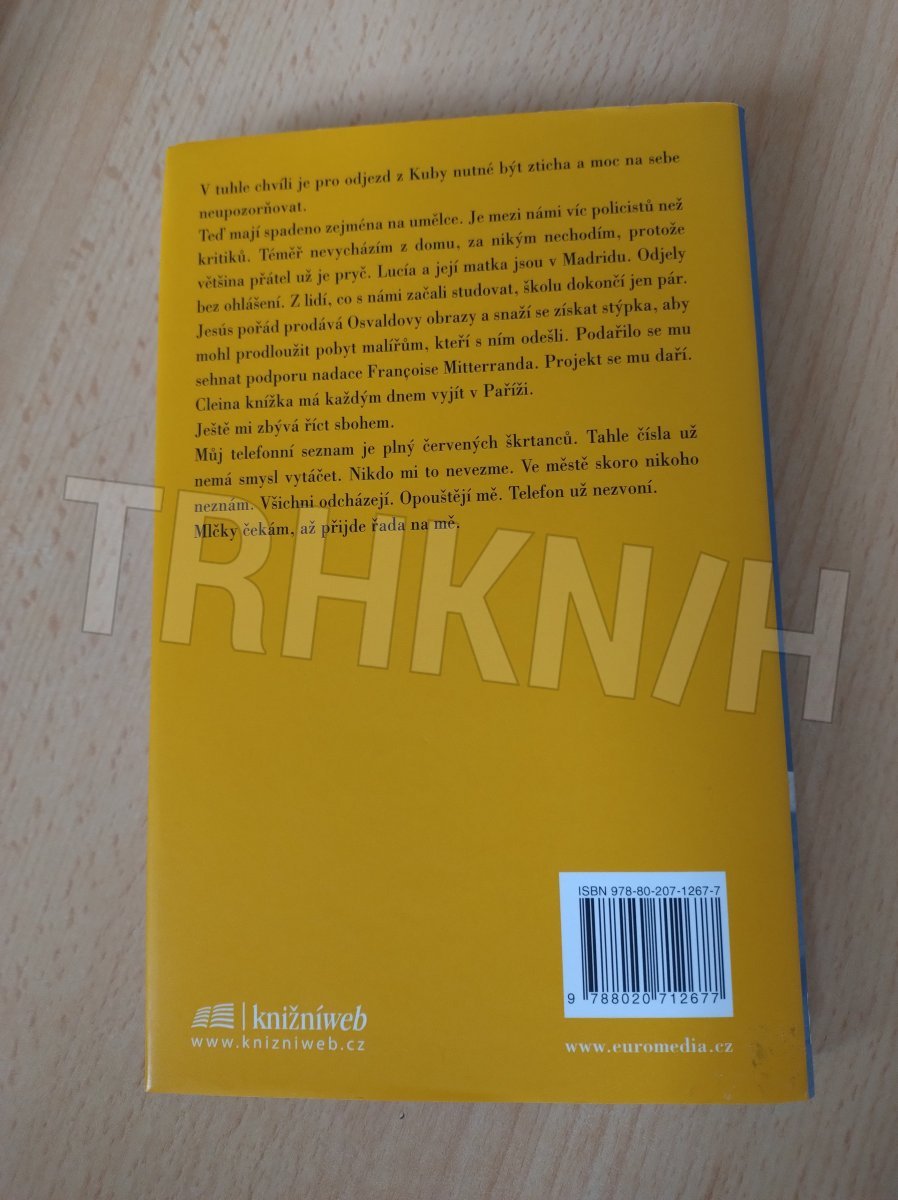 V tuhle chvíli je pro odjezd z Kuby nutné být zticha a moc na sebe
neupozorňovat.
Teď mají spadeno zejména na umělce. Je mezi námi víc policistů než
kritiků. Téměř nevycházím z domu, za nikým nechodím, protože
většina přátel už je pryč. Lucía a její matka jsou v Madridu. Odjely
bez ohlášení. Z lidí, co s námi začali studovat, školu dokončí jen pár.
Jesús pořád prodává Osvaldovy obrazy a snaží se získat stýpka, aby
mohl prodloužit pobyt malířům, kteří s ním odešli. Podařilo se mu
sehnat podporu nadace Françoise Mitterranda. Projekt se mu daří.
Cleina knížka má každým dnem vyjít v Paříži.
Ještě mi zbývá říct sbohem.
Můj telefonní seznam je plný červených škrtanců. Tahle čísla už
nemá smysl vytáčet. Nikdo mi to nevezme. Ve městě skoro nikoho
neznám. Všichni odcházejí. Opouštějí mě. Telefon už nezvoní.
Mlčky čekám, až přijde řada na mě.
TRHKNIH
ISBN 978-80-207-1267-7
9 788020 712677
knižníweb
www.knizniweb.cz
www.euromedia.cz